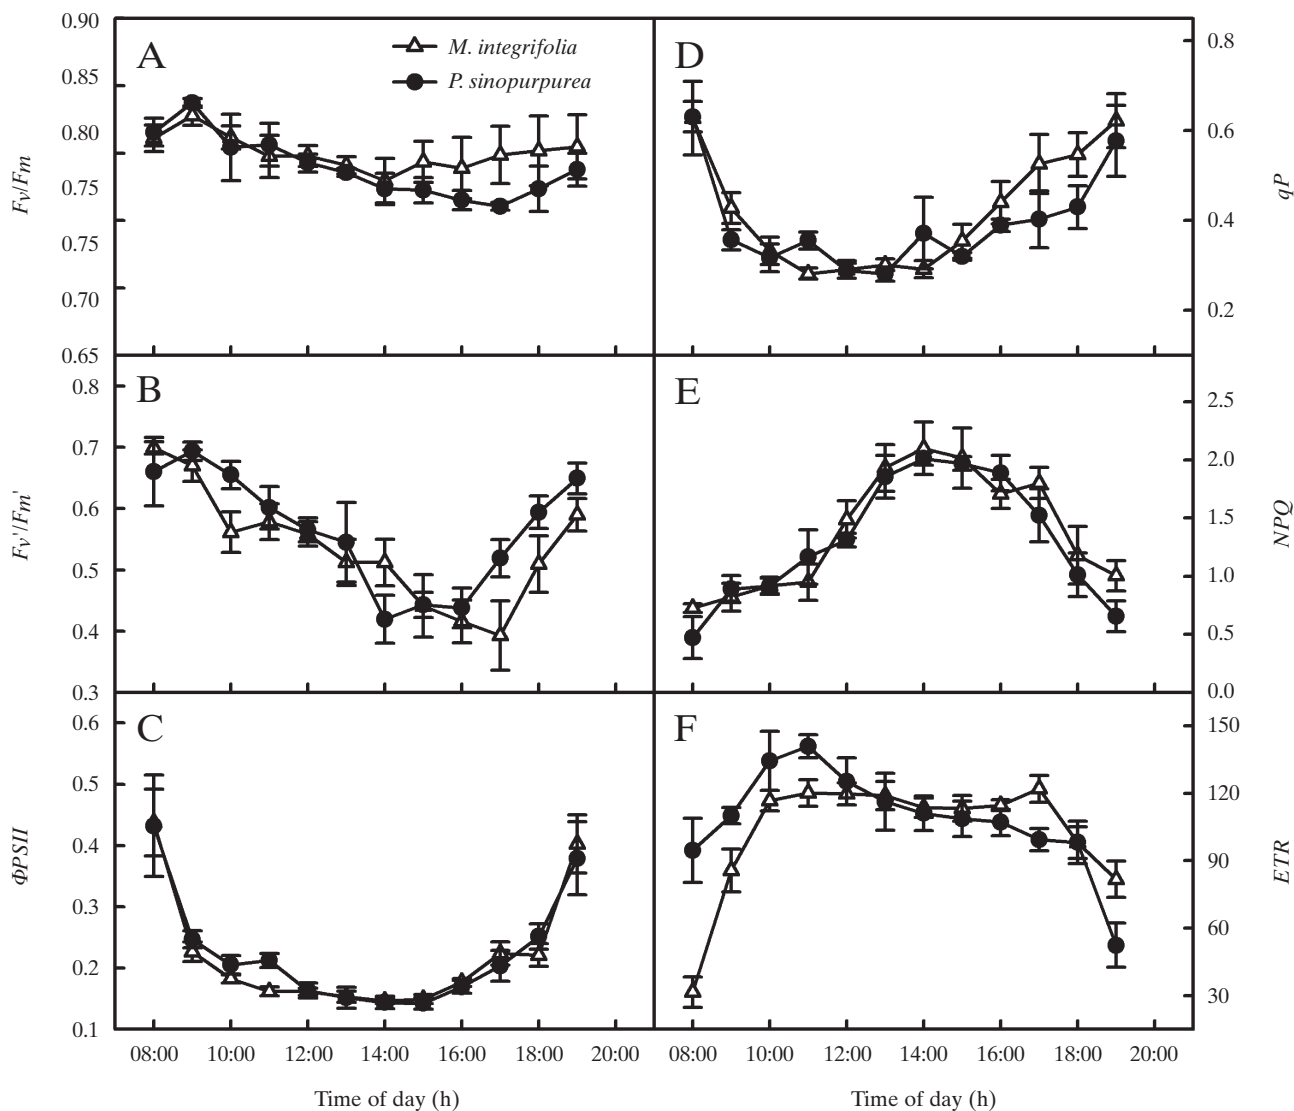 A
M. integrifolia
P. sinopurpurea
0.90
0.85
0.80
0.75
0.75
0.70
0.65
Fv/Fm
D
0.8
0.6
0.4
0.2
qP
B
0.8
0.7
0.6
0.5
0.4
0.3
Fv'/Fm'
E
2.5
2.0
1.5
1.0
0.5
0.0
NPQ
C
0.6
0.5
0.4
0.3
0.2
0.1
ΦPSII
F
150
120
90
60
30
ETR
08:00 10:00 12:00 14:00 16:00 18:00 20:00
08:00 10:00 12:00 14:00 16:00 18:00 20:00
Time of day (h)
Time of day (h)